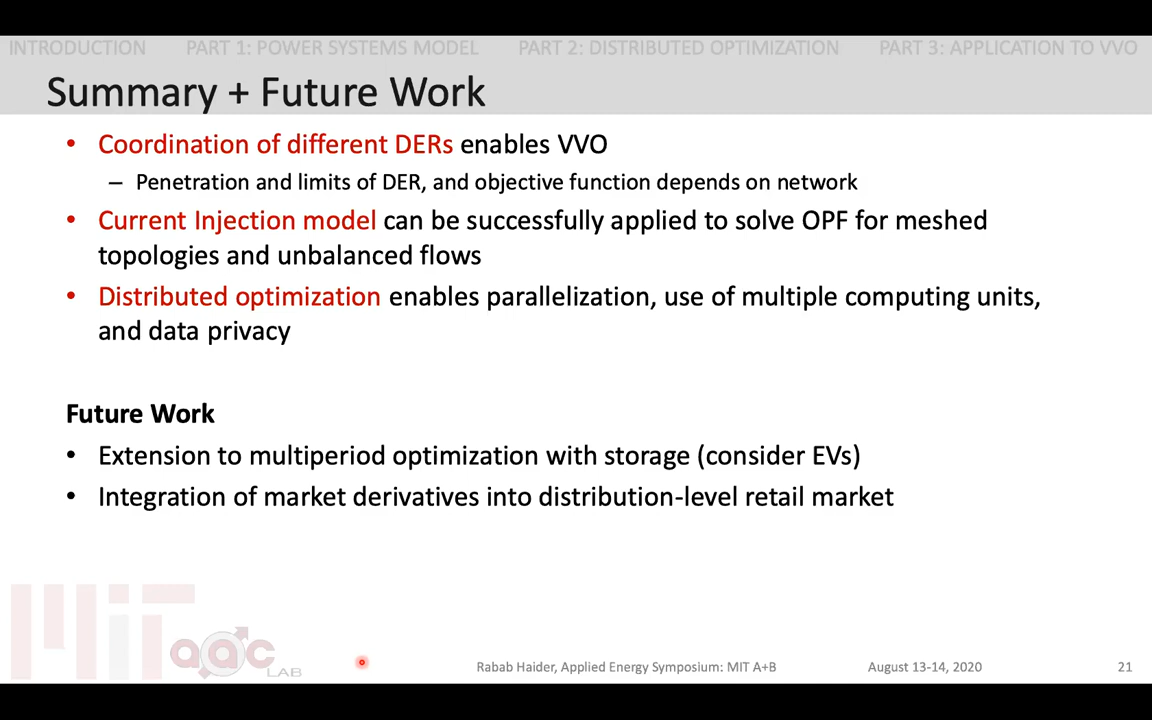 INTRODUCTION PART 1: POWER SYSTEMS MODEL PART 2: DISTRIBUTED OPTIMIZATION PART 3: APPLICATION TO VVO
Summary + Future Work
• Coordination of different DERs enables VVO
– Penetration and limits of DER, and objective function depends on network
• Current Injection model can be successfully applied to solve OPF for meshed
topologies and unbalanced flows
• Distributed optimization enables parallelization, use of multiple computing units,
and data privacy
Future Work
• Extension to multiperiod optimization with storage (consider EVs)
• Integration of market derivatives into distribution-level retail market
MIT
aac LAB
Rabab Haider, Applied Energy Symposium: MIT A+B August 13-14, 2020 21